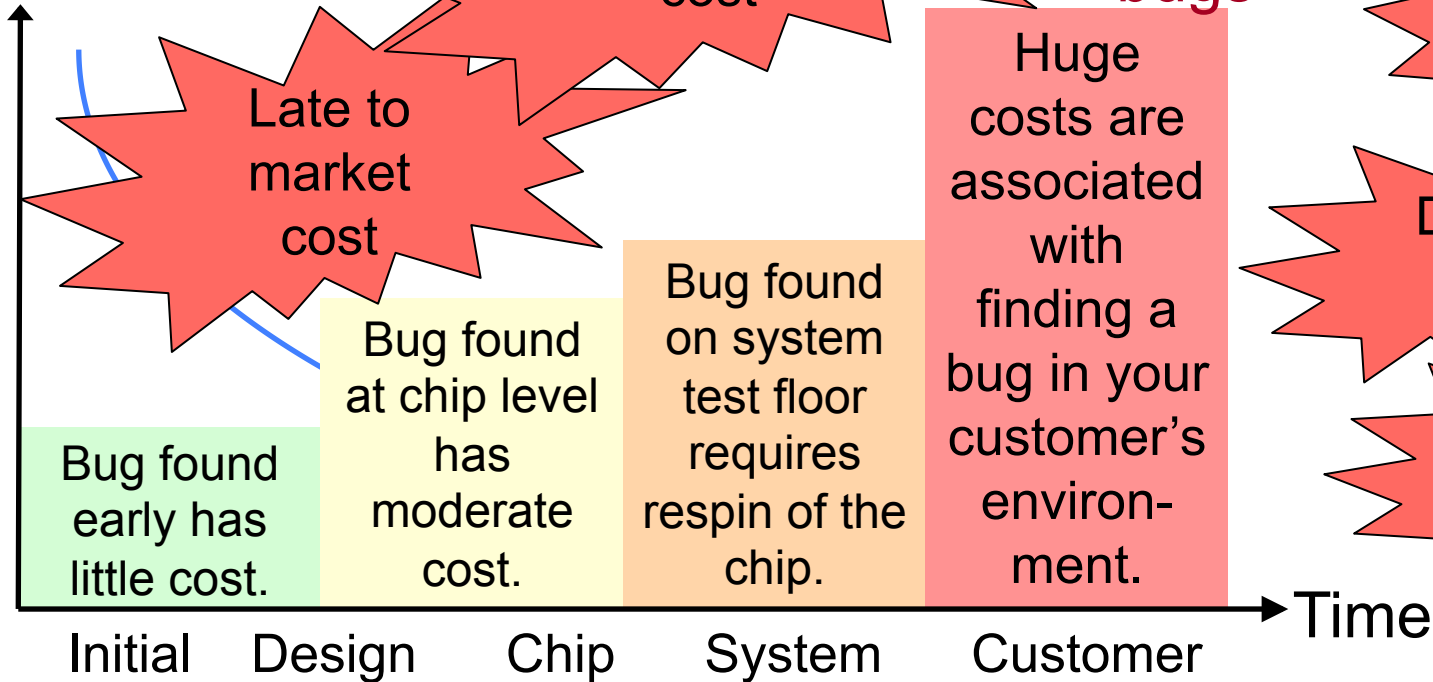 cost
bugs
Late to
market
cost
Huge
costs are
associated
with
finding a
bug in your
customer’s
environ-
ment.
Bug found
on system
test floor
requires
respin of the
chip.
Bug found
at chip level
has
moderate
cost.
Bug found
early has
little cost.
D
Time
Initial Design Chip System Customer